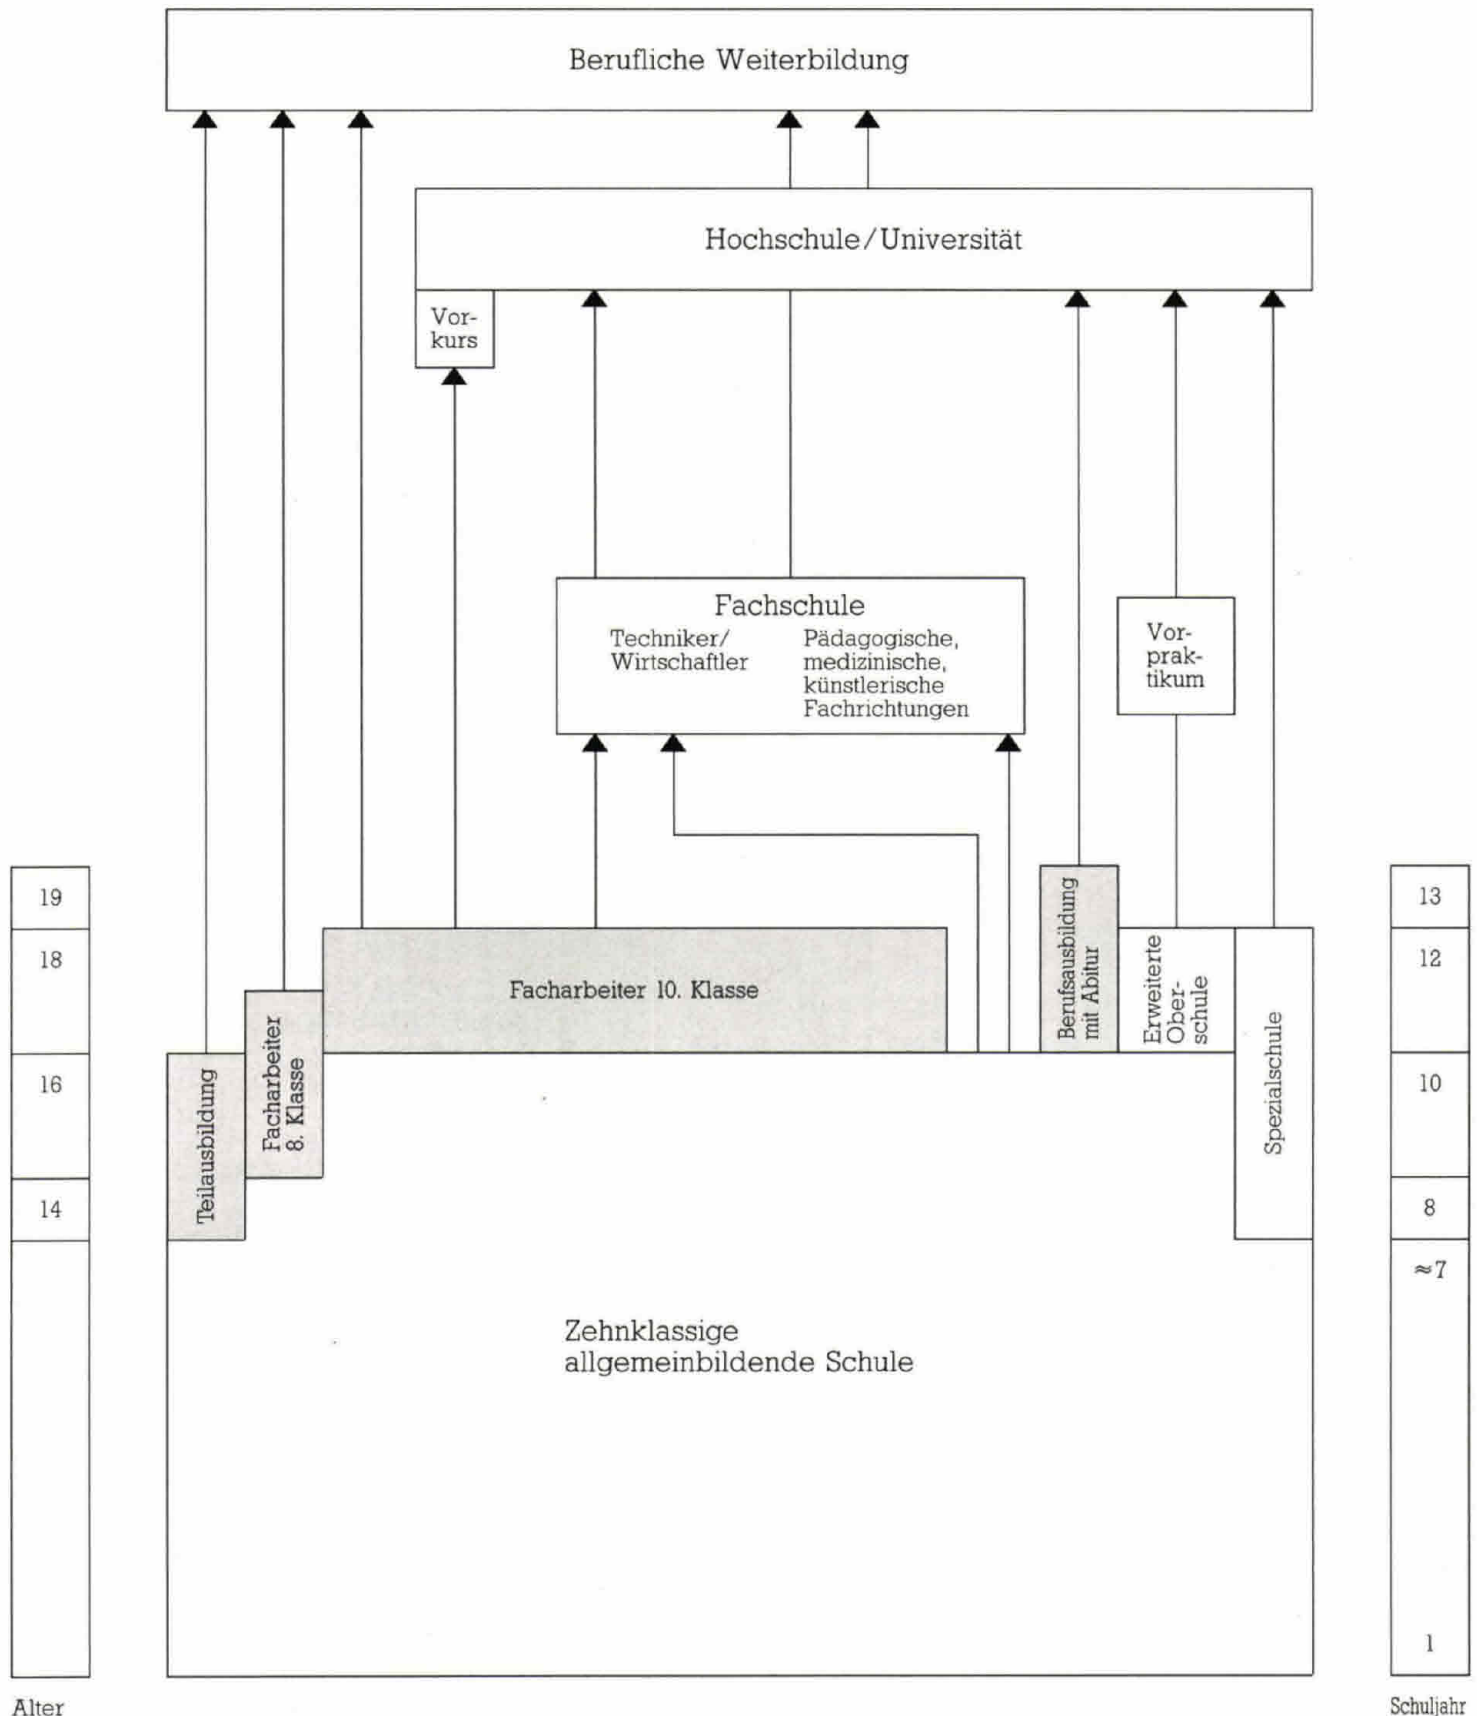 Berufliche Weiterbildung
Hochschule/Universität
Vor-
kurs
Fachschule
Techniker/
Wirtschaftler
Pädagogische,
medizinische,
künstlerische
Fachrichtungen
Vor-
prak-
tikum
19
18
16
14
Alter
Teilausbildung
Facharbeiter
8. Klasse
Facharbeiter 10. Klasse
Berufsausbildung
mit Abitur
Erweiterte
Ober-
schule
Spezialschule
Zehnklassige
allgemeinbildende Schule
13
12
10
8
≈7
1
Schuljahr